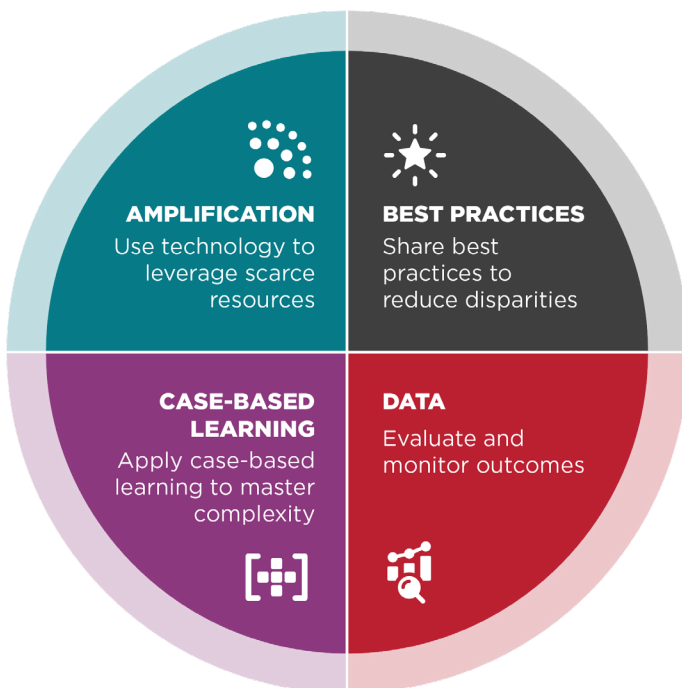 AMPLIFICATION
Use technology to
leverage scarce
resources
BEST PRACTICES
Share best
practices to
reduce disparities
CASE-BASED
LEARNING
Apply case-based
learning to master
complexity
DATA
Evaluate and
monitor outcomes